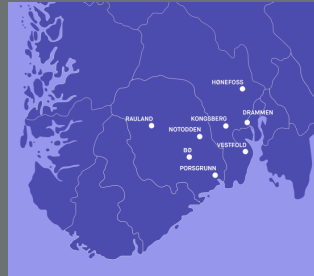 HØNEFOSS
DRAMMEN
RAULAND
KONGSBERG
NOTODDEN
BØ
VESTFOLD
PORSGRUNN